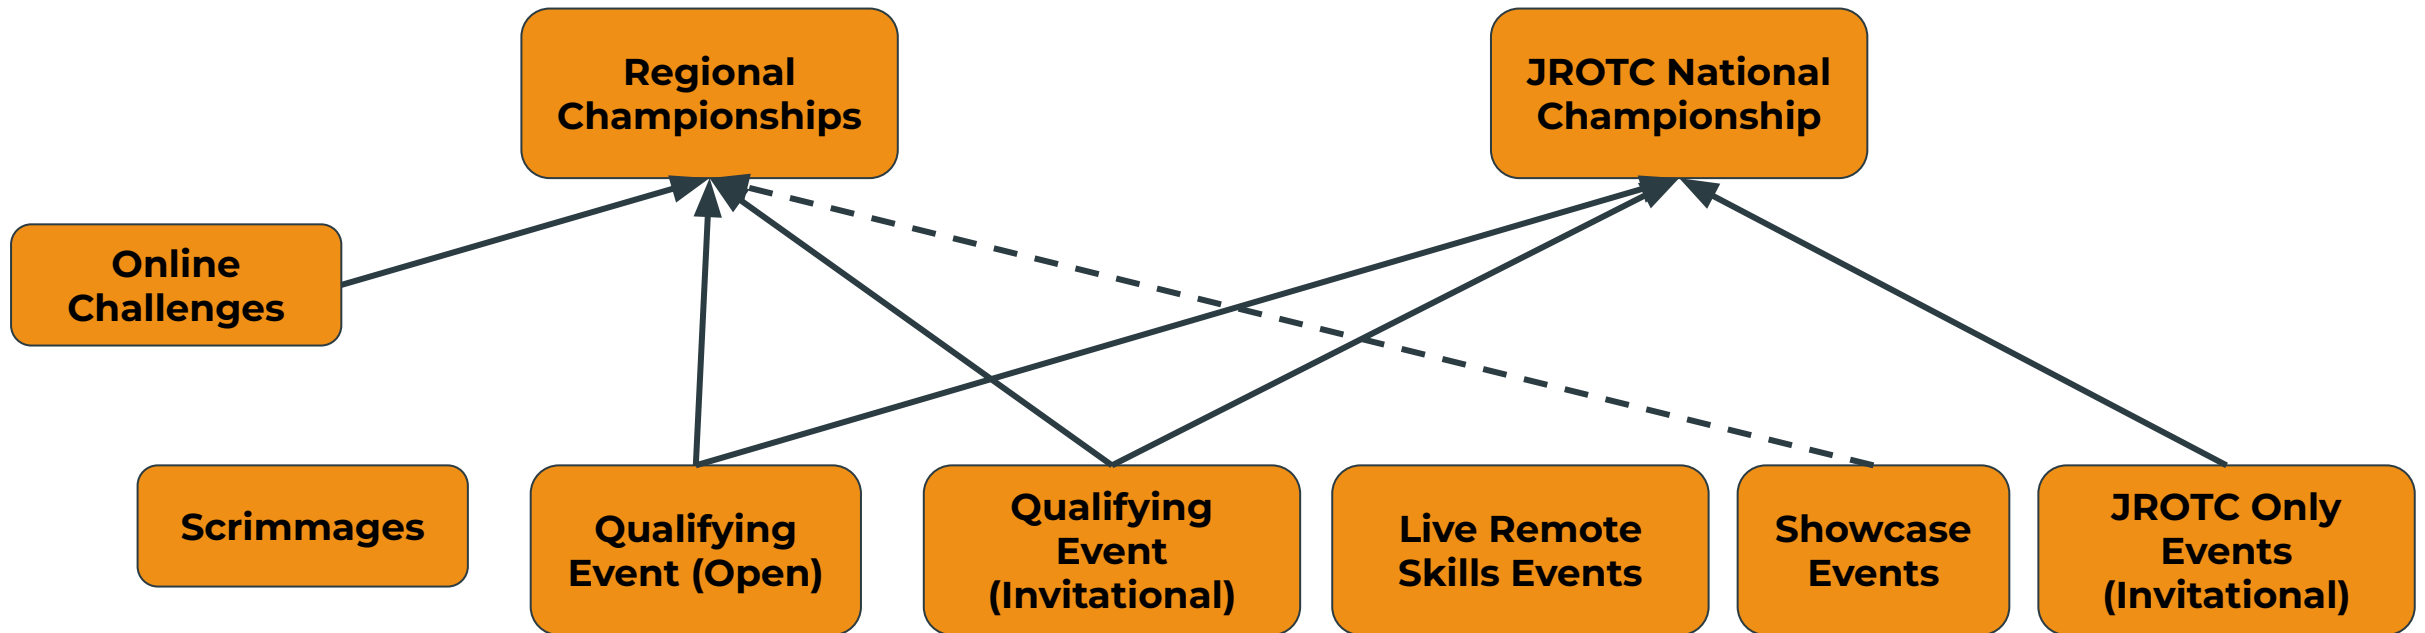 Regional
Championships
JROTC National
Championship
Online
Challenges
Scrimmages
Qualifying
Event (Open)
Qualifying
Event
(Invitational)
Live Remote
Skills Events
Showcase
Events
JROTC Only
Events
(Invitational)